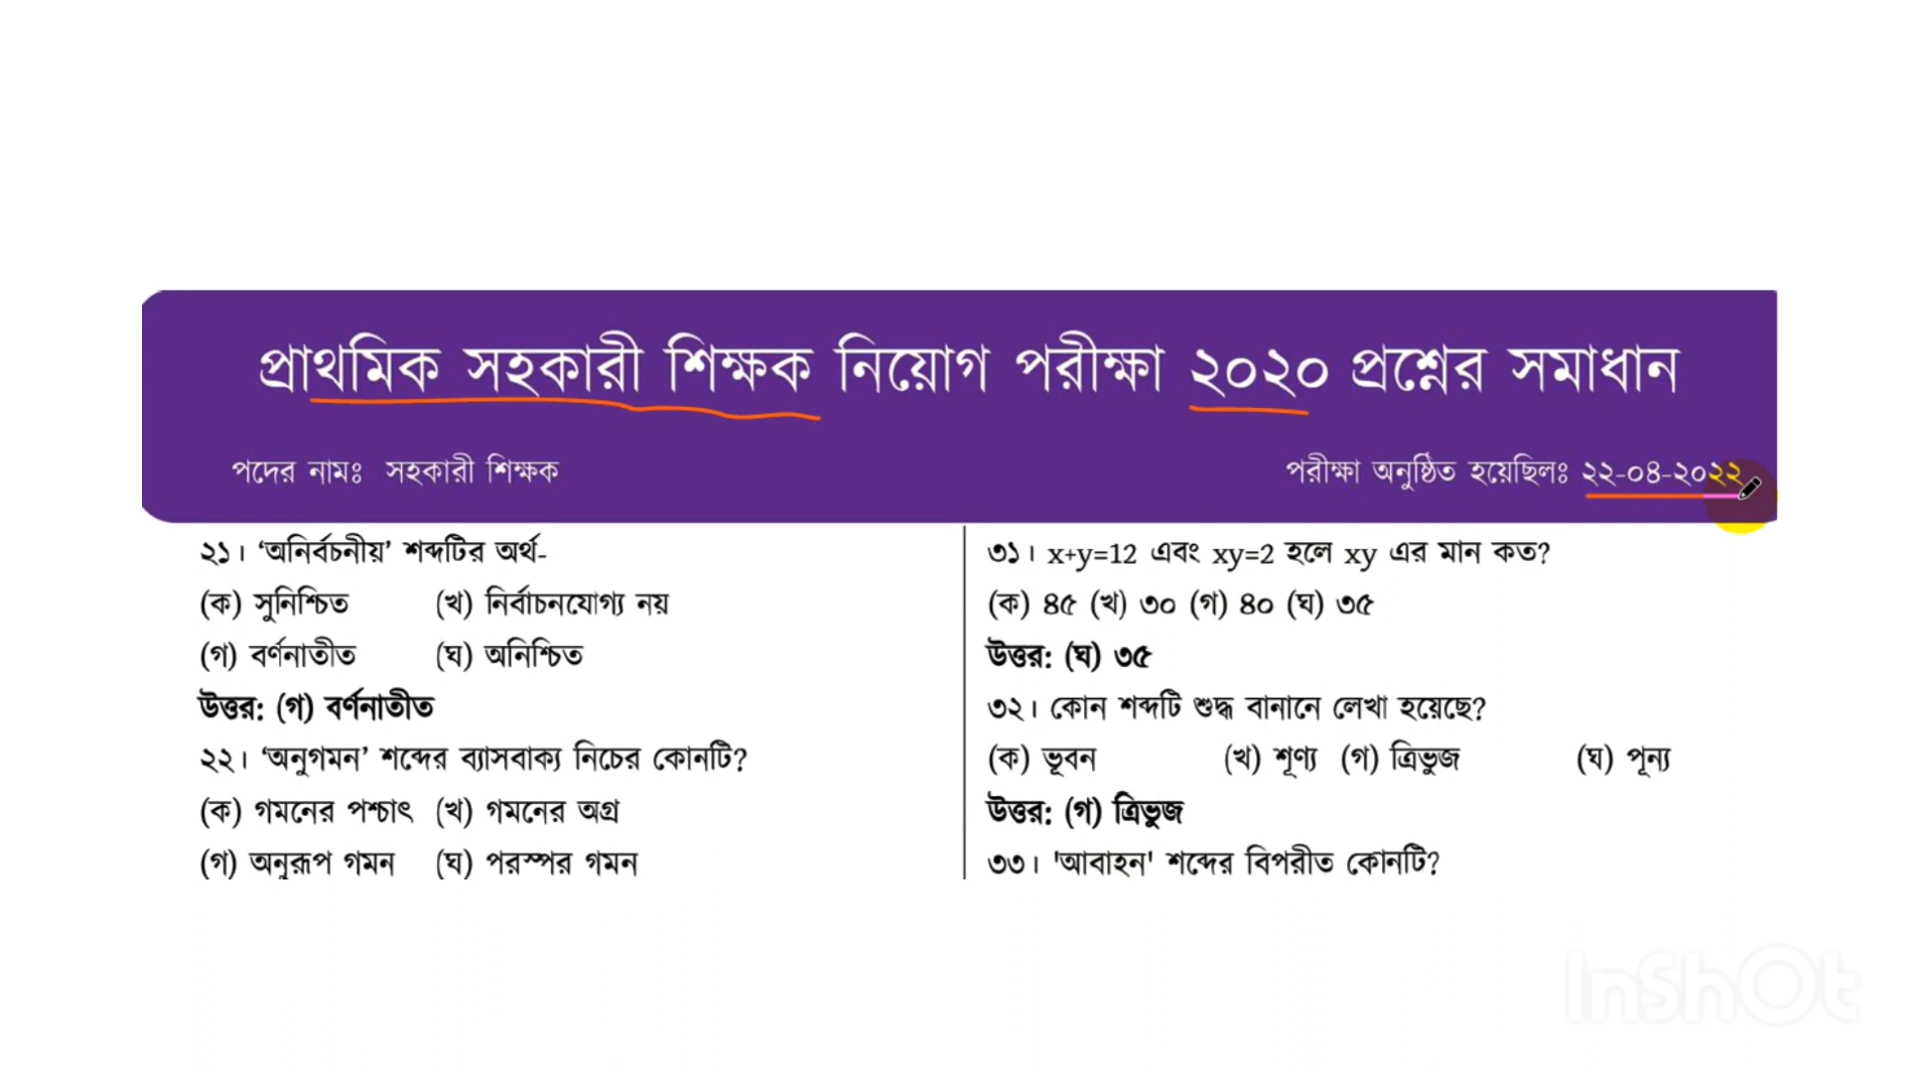 প্রাথমিক সহকারী শিক্ষক নিয়োগ পরীক্ষা ২০২০ প্রশ্নের সমাধান
পদের নামঃ সহকারী শিক্ষক
পরীক্ষা অনুষ্ঠিত হয়েছিলঃ ২২-০৪-২০২২
২১। ‘অনির্বচনীয়’ শব্দটির অর্থ-
(ক) সুনিশ্চিত (খ) নির্বাচনযোগ্য নয়
(গ) বর্ণনাতীত (ঘ) অনিশ্চিত
উত্তর: (গ) বর্ণনাতীত
২২। ‘অনুগমন’ শব্দের ব্যাসবাক্য নিচের কোনটি?
(ক) গমনের পশ্চাৎ (খ) গমনের অগ্র
(গ) অনুরূপ গমন (ঘ) পরস্পর গমন
৩১। x+y=12 এবং xy=2 হলে xy এর মান কত?
(ক) ৪৫ (খ) ৩০ (গ) ৪০ (ঘ) ৩৫
উত্তর: (ঘ) ৩৫
৩২। কোন শব্দটি শুদ্ধ বানানে লেখা হয়েছে?
(ক) ভূবন (খ) শূণ্য (গ) ত্রিভুজ (ঘ) পূন্য
উত্তর: (গ) ত্রিভুজ
৩৩। 'আবাহন' শব্দের বিপরীত কোনটি?
InShOt